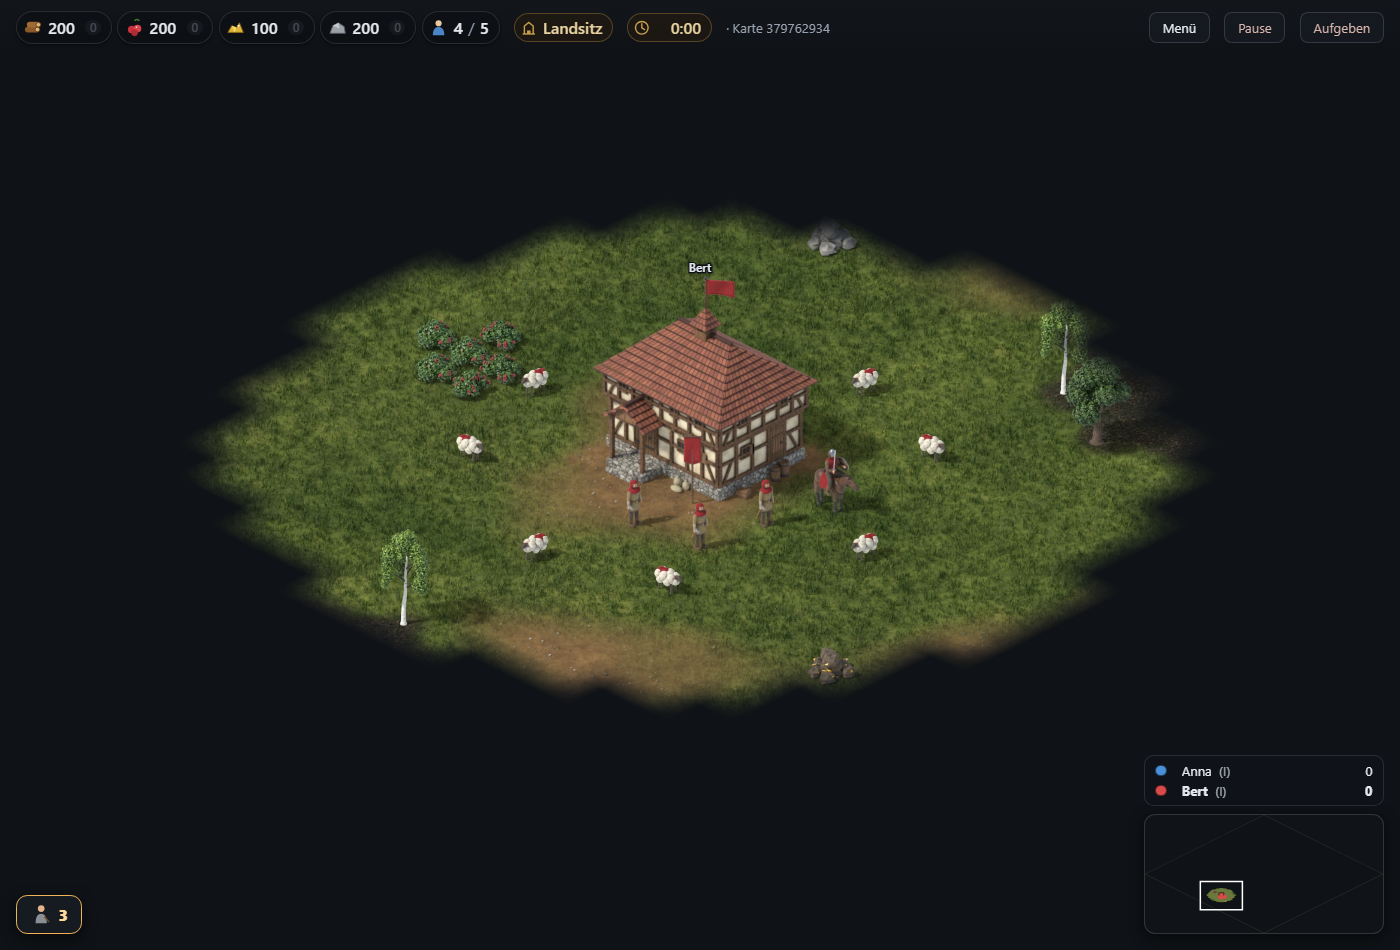 200 0 200 0 100 0 200 0 4 / 5 Landsitz 0:00 · Karte 379762934 Menü Pause Aufgeben
Bert
Anna (I) 0
Bert (I) 0
3